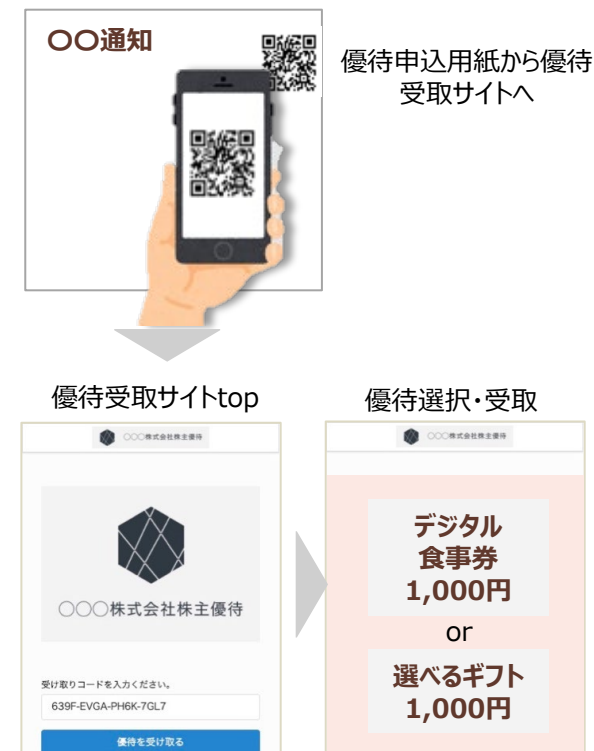 〇〇通知
優待申込用紙から優待
受取サイトへ
優待受取サイトtop
優待選択・受取
〇〇〇株式会社株主優待
〇〇〇株式会社株主優待
〇〇〇株式会社株主優待
受け取りコードを入力ください。
639F-EVGA-PH6K-7GL7
優待を受け取る
デジタル
食事券
1,000円
or
選べるギフト
1,000円